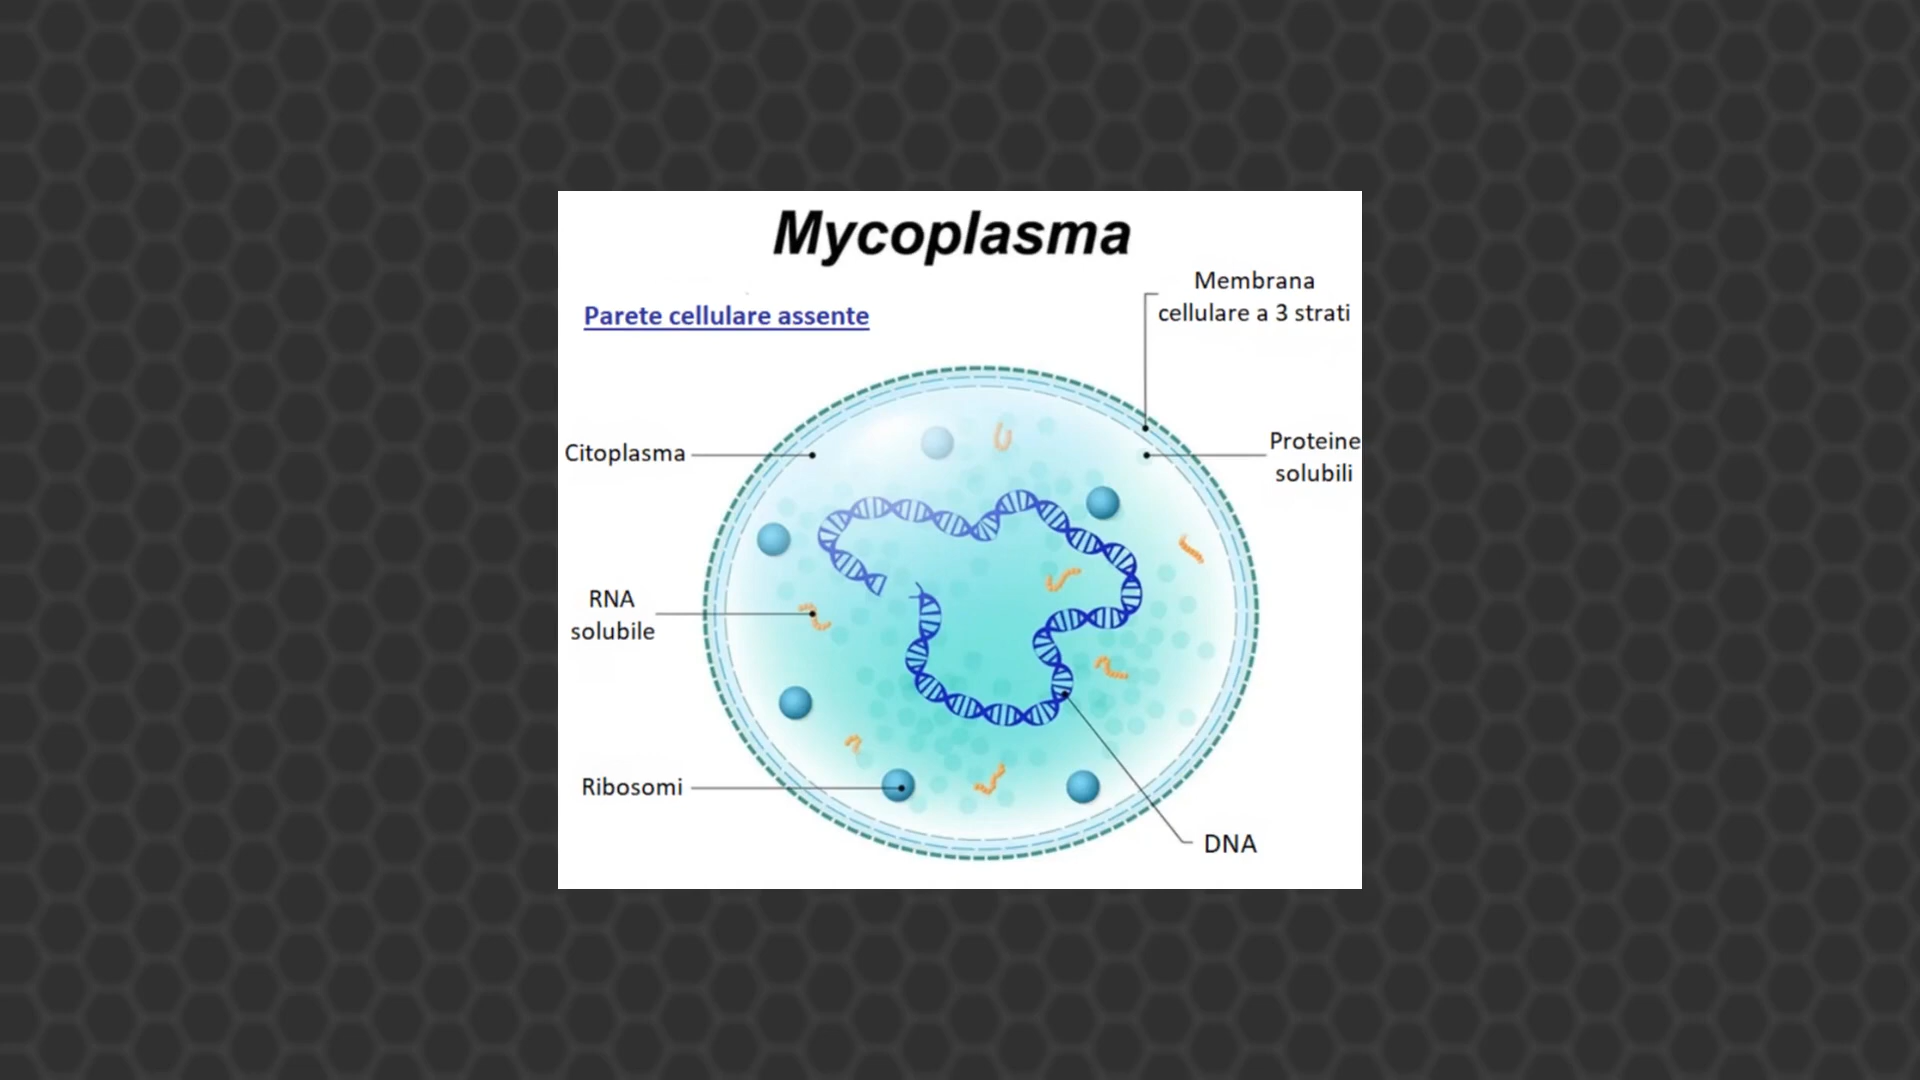 Mycoplasma
Membrana
cellulare a 3 strati
Parete cellulare assente
Citoplasma
Proteine
solubili
RNA
solubile
Ribosomi
DNA